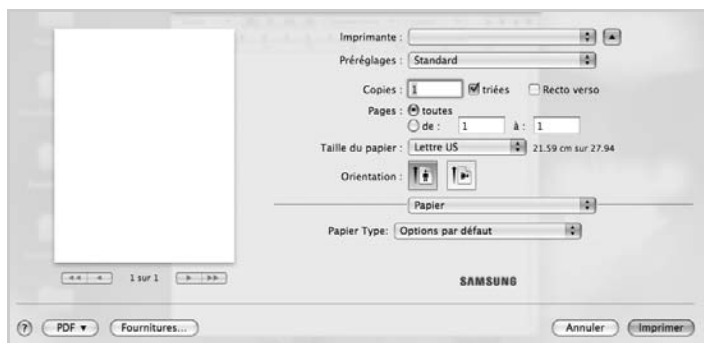 Imprimante :
Préréglages : Standard
Copies : 1 triées Recto verso
Pages : toutes
de : 1 à : 1
Taille du papier : Lettre US 21.59 cm sur 27.94
Orientation :
Papier
Papier Type: Options par défaut
1 sur 1
SAMSUNG
? PDF Fournitures... Annuler Imprimer